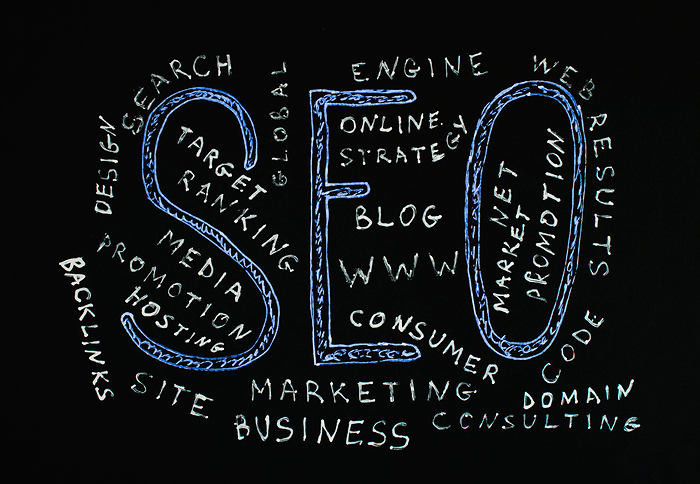 SEARCH
ENGINE
WEB
GLOBAL
DESIGN
SEO
TARGET
RANKING
MEDIA
PROMOTION
HOSTING
ONLINE
STRATEGY
BLOG
WWW
CONSUMER
NET
MARKET
PROMOTION
RESULTS
CODE
BACKLINKS
SITE
MARKETING
DOMAIN
BUSINESS
CONSULTING